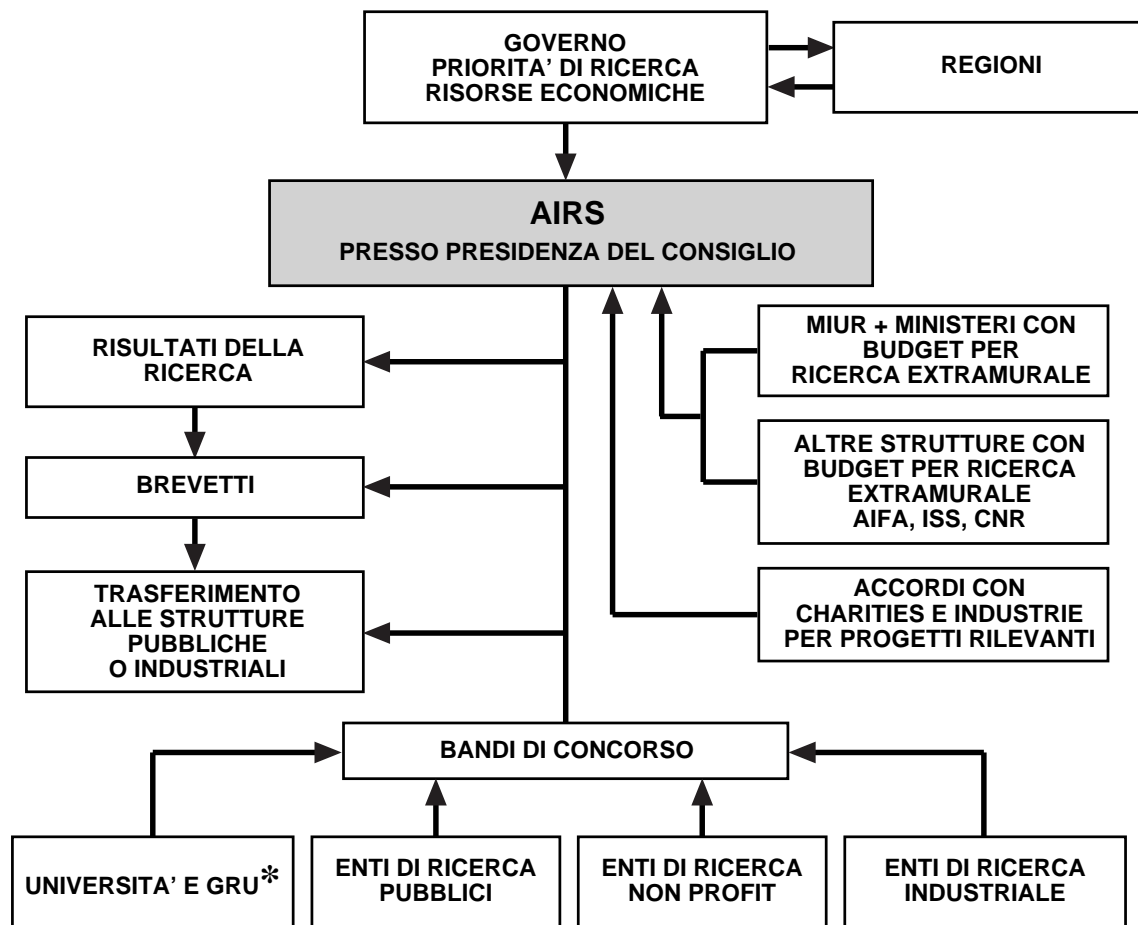 GOVERNO
PRIORITA’ DI RICERCA
RISORSE ECONOMICHE
REGIONI
AIRS
PRESSO PRESIDENZA DEL CONSIGLIO
RISULTATI DELLA
RICERCA
MIUR + MINISTERI CON
BUDGET PER
RICERCA EXTRAMURALE
BREVETTI
ALTRE STRUTTURE CON
BUDGET PER RICERCA
EXTRAMURALE
AIFA, ISS, CNR
TRASFERIMENTO
ALLE STRUTTURE
PUBBLICHE
O INDUSTRIALI
ACCORDI CON
CHARITIES E INDUSTRIE
PER PROGETTI RILEVANTI
BANDI DI CONCORSO
UNIVERSITA’ E GRU*
ENTI DI RICERCA
PUBBLICI
ENTI DI RICERCA
NON PROFIT
ENTI DI RICERCA
INDUSTRIALE